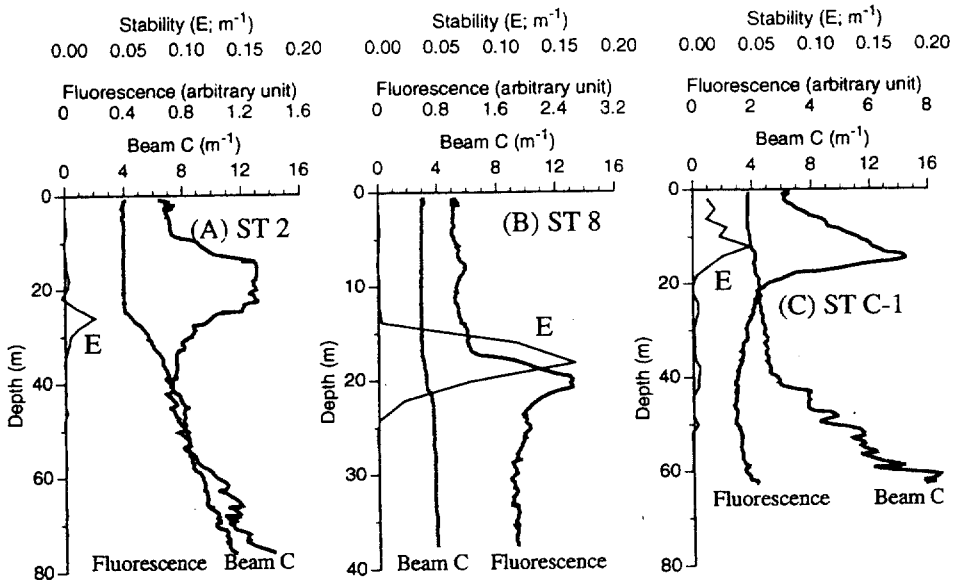 Stability (E; m⁻¹)
0.00 0.05 0.10 0.15 0.20
Fluorescence (arbitrary unit)
0 0.4 0.8 1.2 1.6
Beam C (m⁻¹)
0 4 8 12 16
Depth (m)
0
20
40
60
80
(A) ST 2
E
Fluorescence
Beam C
Stability (E; m⁻¹)
0.00 0.05 0.10 0.15 0.20
Fluorescence (arbitrary unit)
0 0.8 1.6 2.4 3.2
Beam C (m⁻¹)
0 4 8 12 16
Depth (m)
0
10
20
30
40
(B) ST 8
E
Beam C
Fluorescence
Stability (E; m⁻¹)
0.00 0.05 0.10 0.15 0.20
Fluorescence (arbitrary unit)
0 2 4 6 8
Beam C (m⁻¹)
0 4 8 12 16
Depth (m)
0
20
40
60
80
E
(C) ST C-1
Fluorescence
Beam C